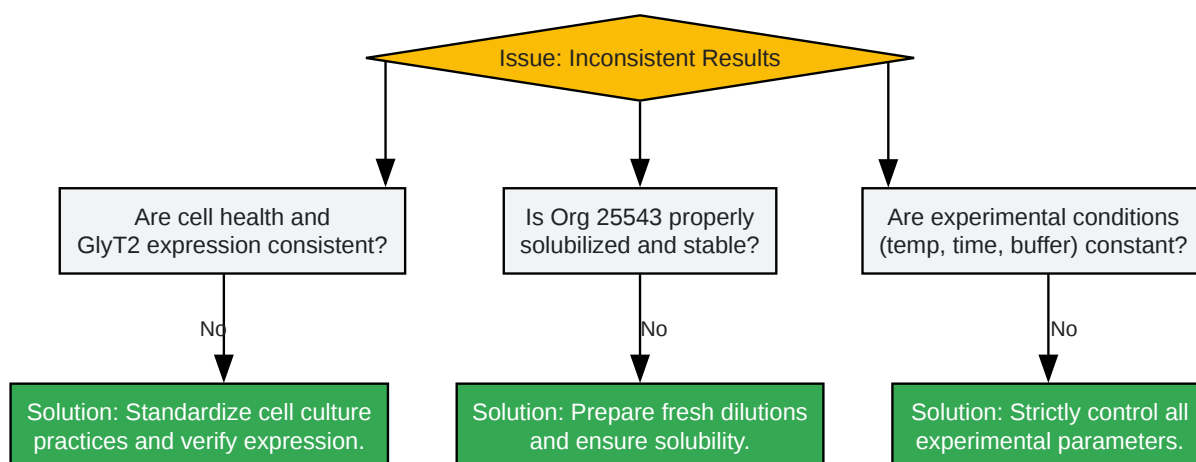 Issue: Inconsistent Results
Are cell health and
GlyT2 expression consistent?
Is Org 25543 properly
solubilized and stable?
Are experimental conditions
(temp, time, buffer) constant?
No
No
No
Solution: Standardize cell culture
practices and verify expression.
Solution: Prepare fresh dilutions
and ensure solubility.
Solution: Strictly control all
experimental parameters.